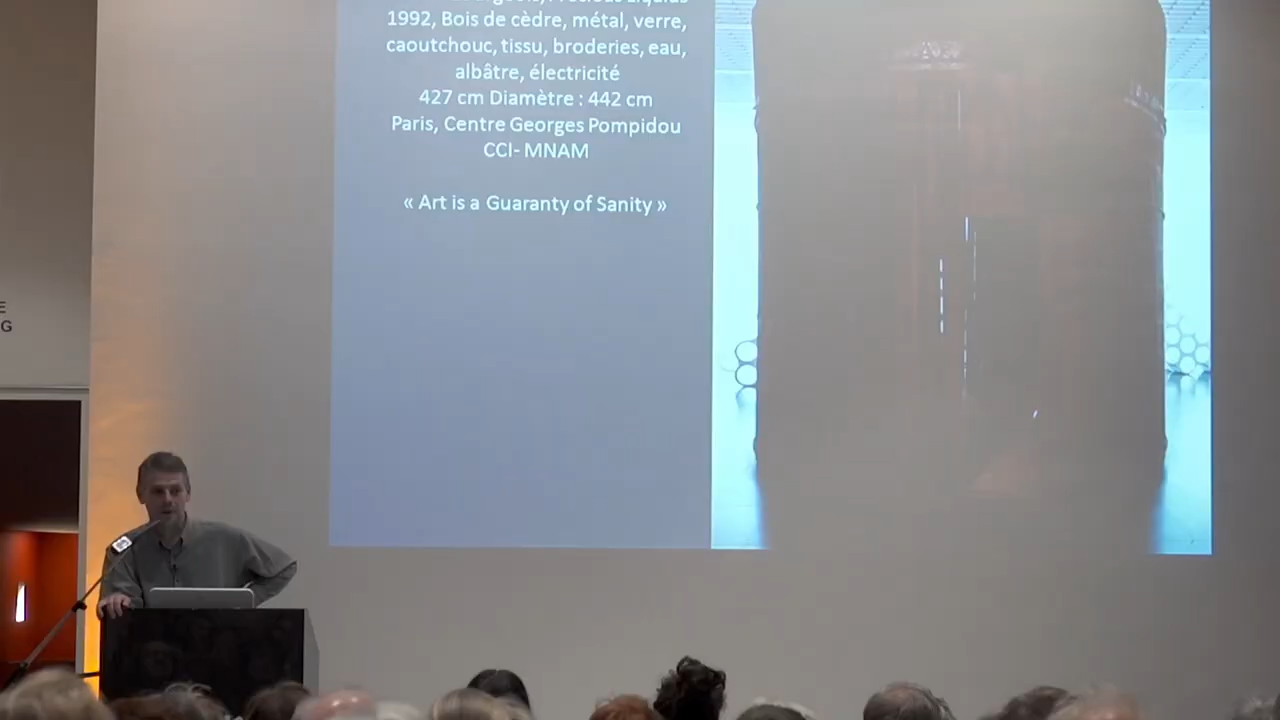 1992, Bois de cèdre, métal, verre,
caoutchouc, tissu, broderies, eau,
albâtre, électricité
427 cm Diamètre : 442 cm
Paris, Centre Georges Pompidou
CCI- MNAM
« Art is a Guaranty of Sanity »
E
G